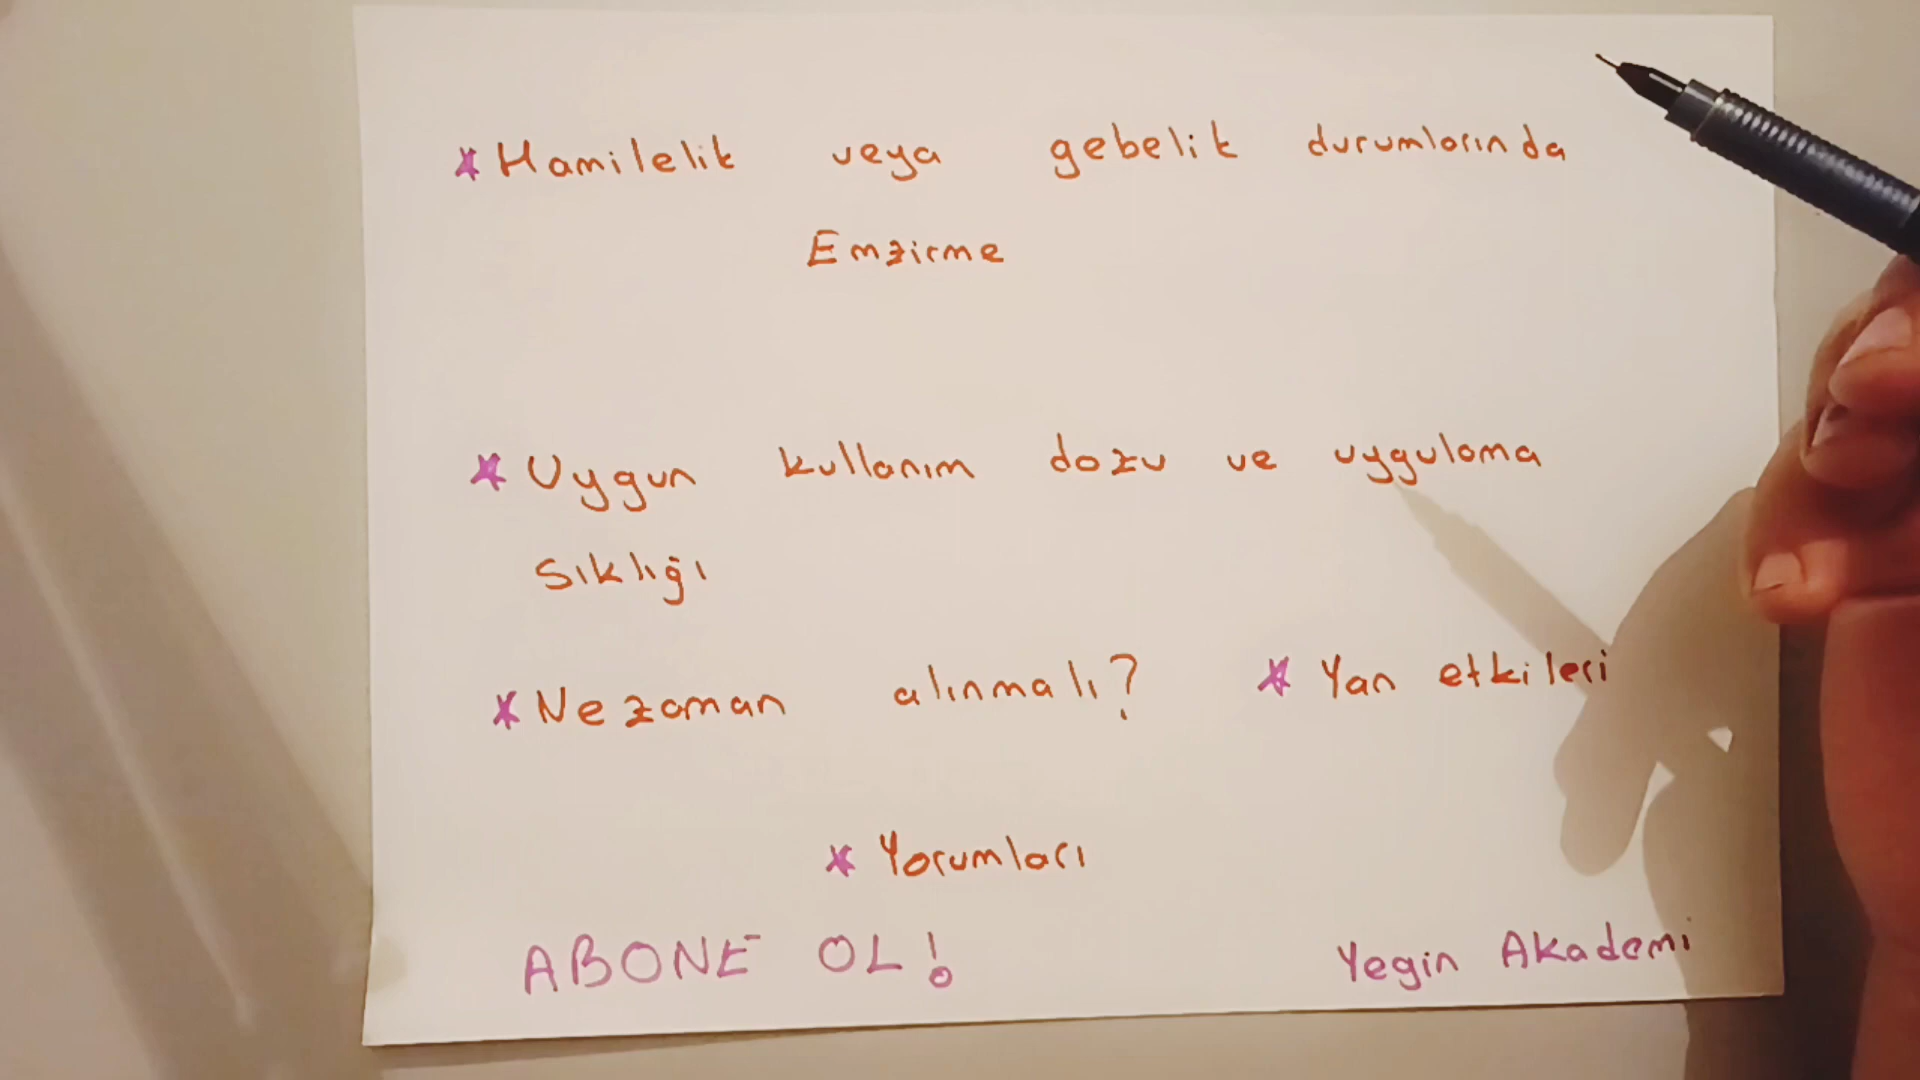 * Hamilelik veya gebelik durumlarında
Emzirme
* Uygun kullanım dozu ve uygulama
sıklığı
* Ne zaman alınmalı? * Yan etkileri
* Yorumları
ABONE OL! Yegin Akademi